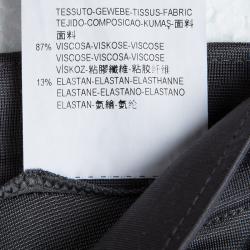 TESSUTO-GEWEBE-TISSUS-FABRIC
TEJIDO-COMPOSICAO-KUMAŞ-面料
面料
87% VISCOSA-VISKOSE-VISCOSE
VISCOSE-VISCOSA-VISCOSE
VİSKOZ-粘膠纖維-粘胶纤维
13% ELASTAN-ELASTAN-ELASTHANNE
ELASTANE-ELASTANO-ELASTANO
ELASTAN-氨綸-氨纶